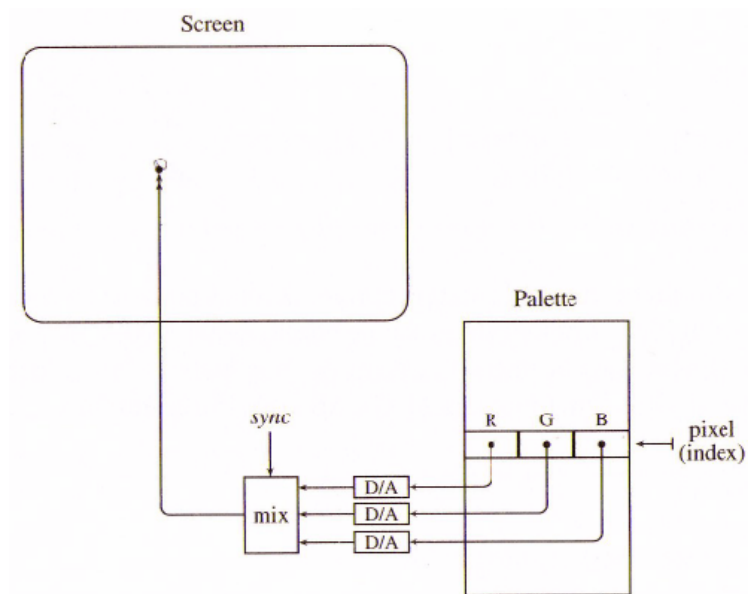 Screen
Palette
R G B
pixel
(index)
sync
mix
D/A
D/A
D/A